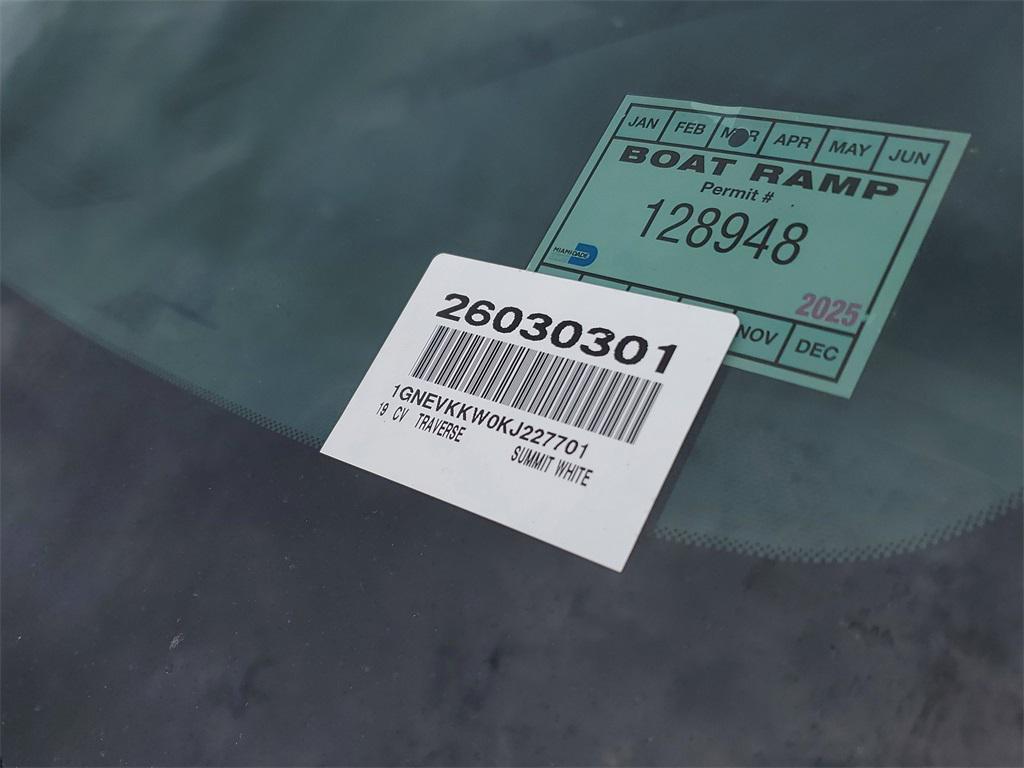 JAN FEB MAR APR MAY JUN
BOAT RAMP
Permit #
128948
MIAMI-DADE
2025
NOV DEC
26030301
1GNEVKKW0KJ227701
19 CV TRAVERSE
SUMMIT WHITE